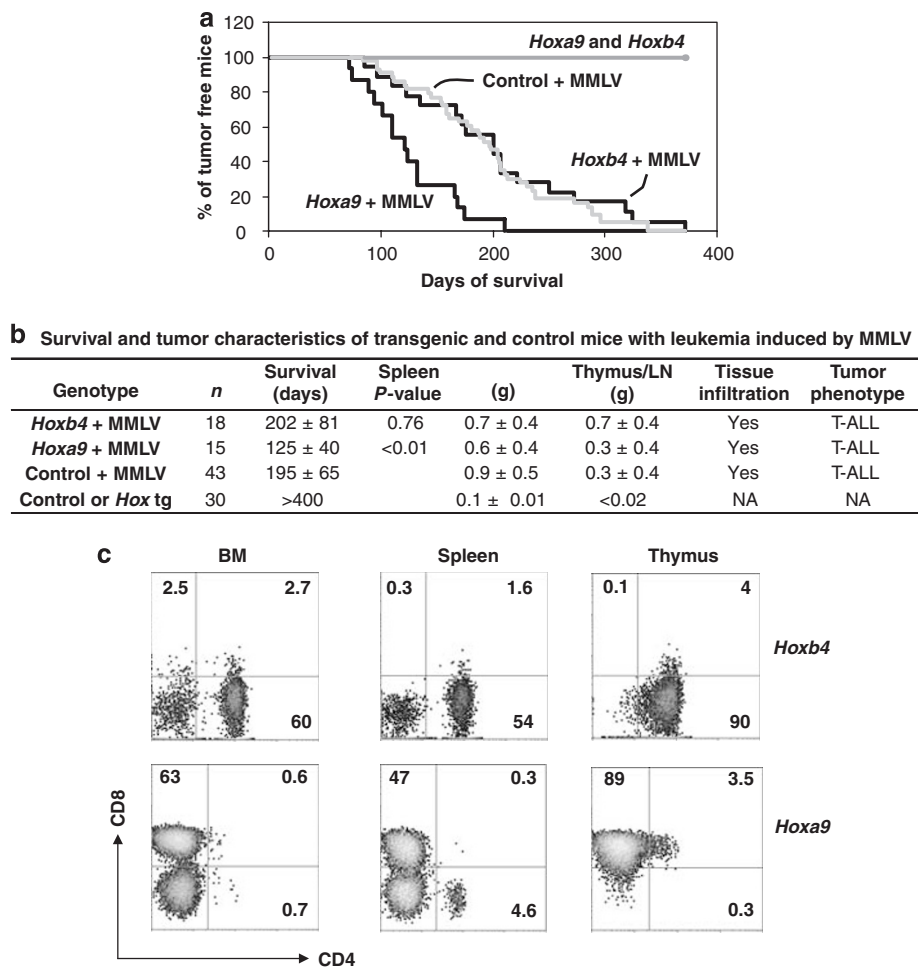 a
120
100
80
60
40
20
0
% of tumor free mice
Hoxa9 and Hoxb4
Control + MMLV
Hoxb4 + MMLV
Hoxa9 + MMLV
0 100 200 300 400
Days of survival
b Survival and tumor characteristics of transgenic and control mice with leukemia induced by MMLV
Genotype n Survival (days) Spleen P-value (g) Thymus/LN (g) Tissue infiltration Tumor phenotype
Hoxb4 + MMLV 18 202 ± 81 0.76 0.7 ± 0.4 0.7 ± 0.4 Yes T-ALL
Hoxa9 + MMLV 15 125 ± 40 <0.01 0.6 ± 0.4 0.3 ± 0.4 Yes T-ALL
Control + MMLV 43 195 ± 65 0.9 ± 0.5 0.3 ± 0.4 Yes T-ALL
Control or Hox tg 30 >400 0.1 ± 0.01 <0.02 NA NA
c
BM Spleen Thymus
2.5 2.7 0.3 1.6 0.1 4
Hoxb4
60 54 90
63 0.6 47 0.3 89 3.5
Hoxa9
0.7 4.6 0.3
CD8
CD4